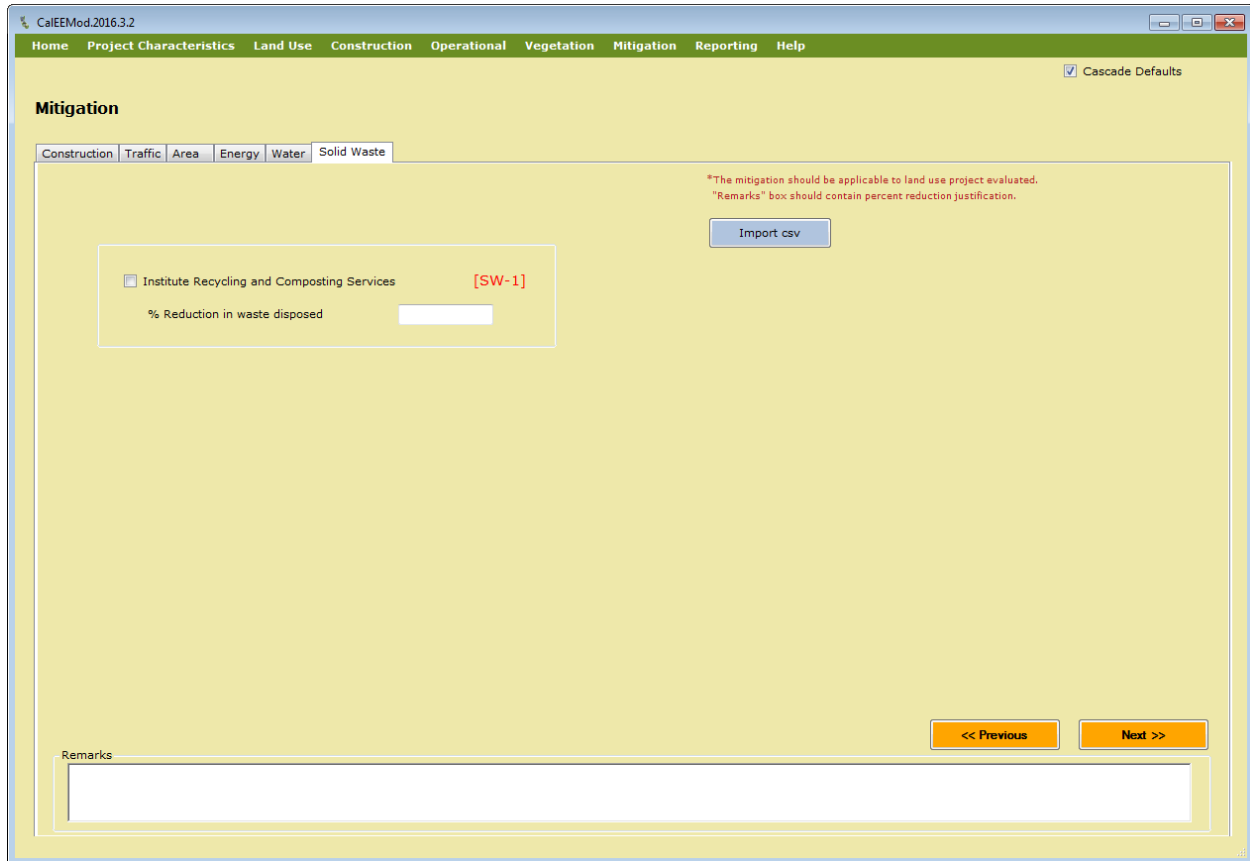 CalEEMod.2016.3.2
Home Project Characteristics Land Use Construction Operational Vegetation Mitigation Reporting Help
Cascade Defaults
Mitigation
Construction Traffic Area Energy Water Solid Waste
*The mitigation should be applicable to land use project evaluated.
"Remarks" box should contain percent reduction justification.
Import csv
Institute Recycling and Composting Services [SW-1]
% Reduction in waste disposed
<< Previous Next >>
Remarks